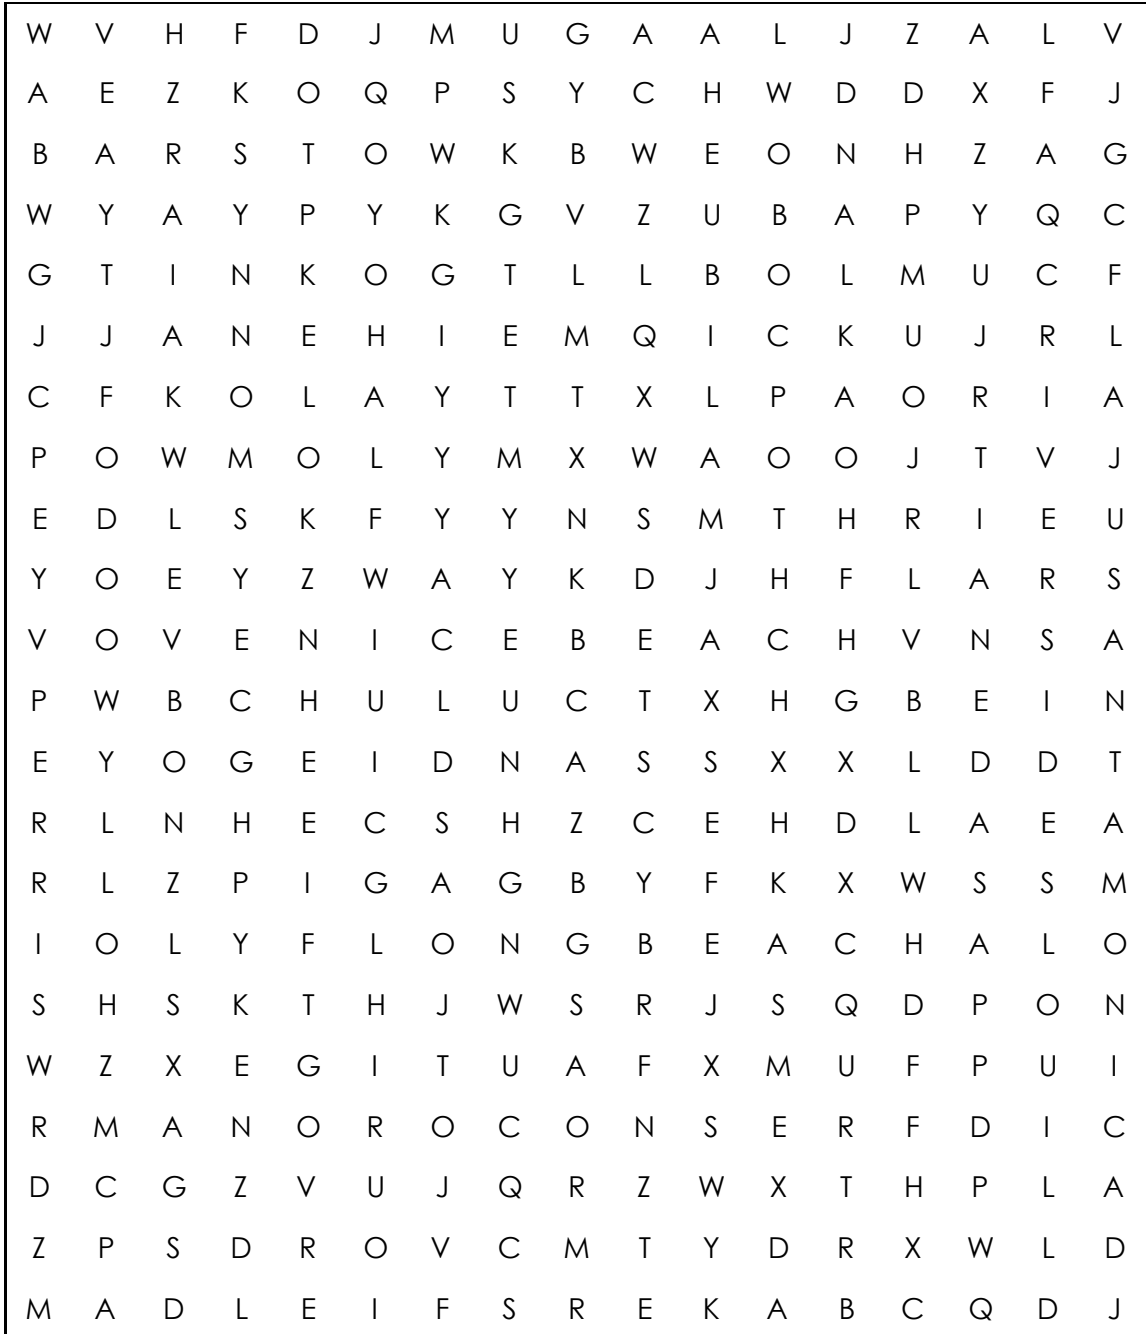 W V H F D J M U G A A L J Z A L V
A E Z K O Q P S Y C H W D D X F J
B A R S T O W K B W E O N H Z A G
W Y A Y P Y K G V Z U B A P Y Q C
G T I N K O G T L L B O L M U C F
J J A N E H I E M Q I C K U J R L
C F K O L A Y T T X L P A O R I A
P O W M O L Y M X W A O O J T V J
E D L S K F Y Y N S M T H R I E U
Y O E Y Z W A Y K D J H F L A R S
V O V E N I C E B E A C H V N S A
P W B C H U L U C T X H G B E I N
E Y O G E I D N A S S X X L D D T
R L N H E C S H Z C E H D L A E A
R L Z P I G A G B Y F K X W S S M
I O L Y F L O N G B E A C H A L O
S H S K T H J W S R J S Q D P O N
W Z X E G I T U A F X M U F P U I
R M A N O R O C O N S E R F D I C
D C G Z V U J Q R Z W X T H P L A
Z P S D R O V C M T Y D R X W L D
M A D L E I F S R E K A B C Q D J